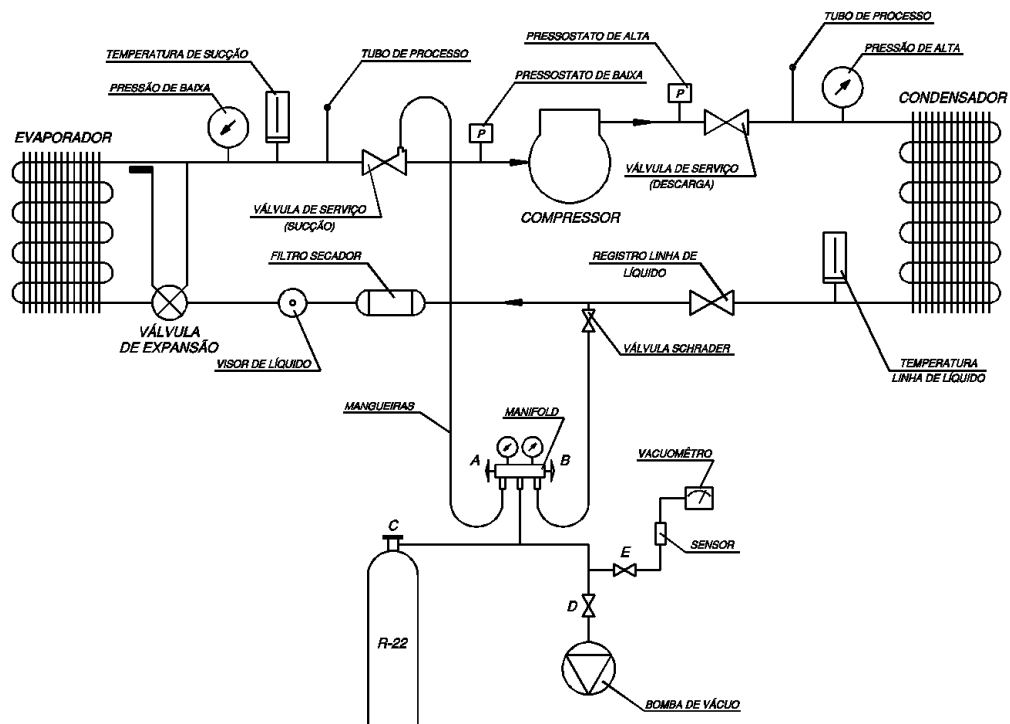 TUBO DE PROCESSO
PRESSOSTATO DE ALTA
PRESSÃO DE ALTA
TEMPERATURA DE SUCÇÃO
TUBO DE PROCESSO
PRESSOSTATO DE BAIXA
PRESSÃO DE BAIXA
CONDENSADOR
EVAPORADOR
P
P
VÁLVULA DE SERVIÇO
(DESCARGA)
VÁLVULA DE SERVIÇO
(SUCÇÃO)
COMPRESSOR
FILTRO SECADOR
REGISTRO LINHA DE
LÍQUIDO
VÁLVULA
DE EXPANSÃO
VISOR DE LÍQUIDO
VÁLVULA SCHRADER
TEMPERATURA
LINHA DE LÍQUIDO
MANGUEIRAS
MANIFOLD
A
B
VACUOMÊTRO
C
SENSOR
E
D
R-22
BOMBA DE VÁCUO